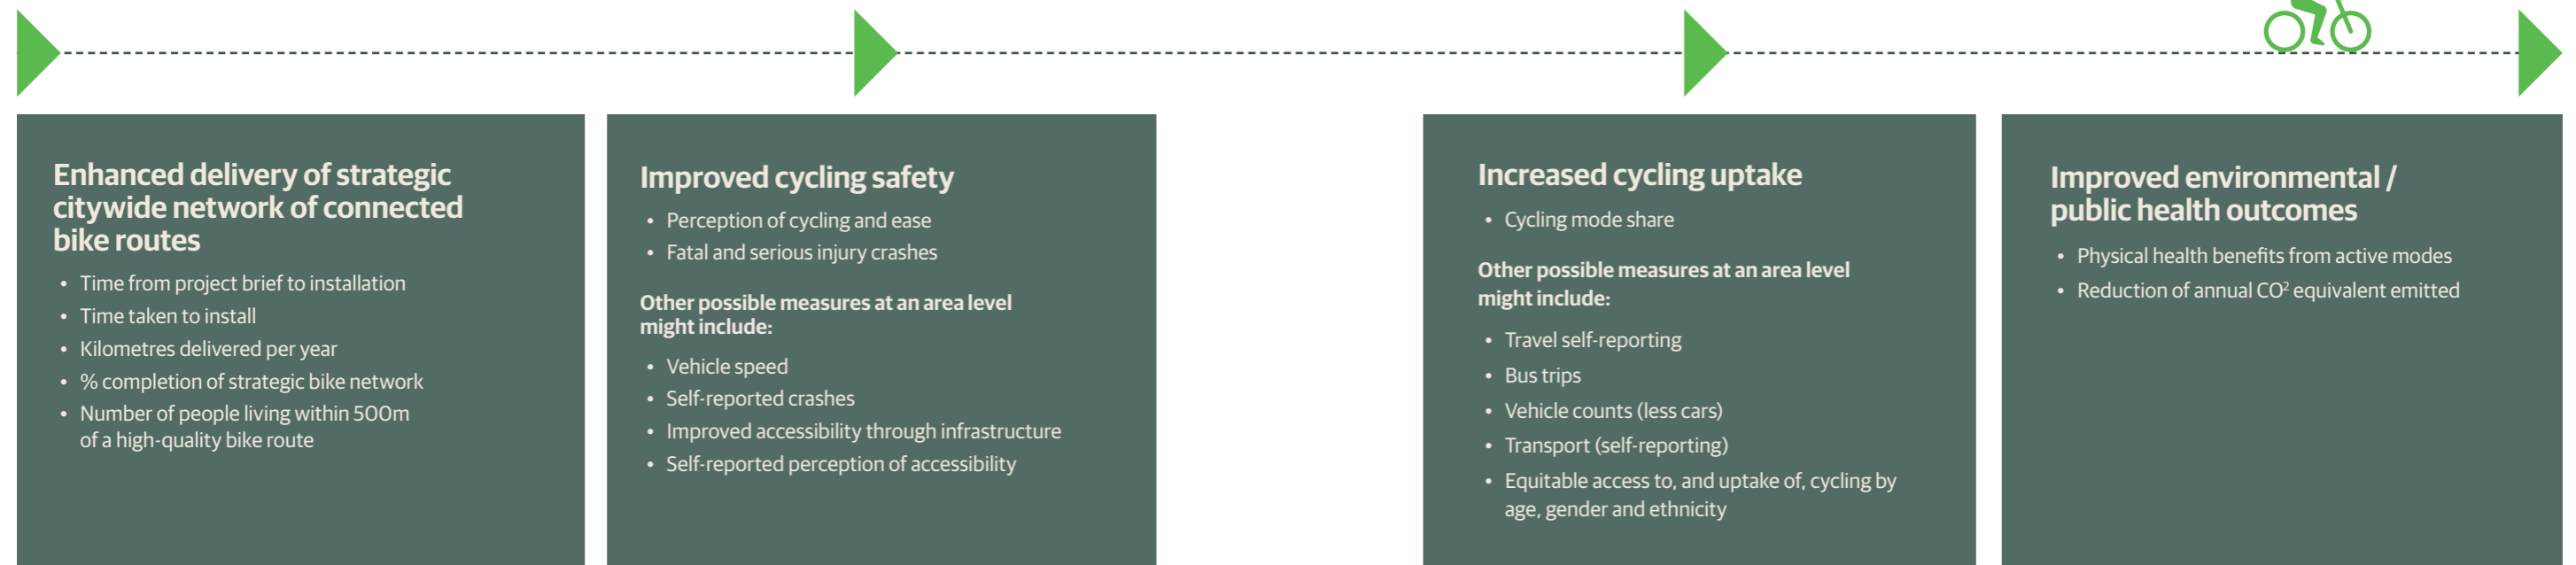 Enhanced delivery of strategic
citywide network of connected
bike routes
• Time from project brief to installation
• Time taken to install
• Kilometres delivered per year
• % completion of strategic bike network
• Number of people living within 500m
of a high-quality bike route
Improved cycling safety
• Perception of cycling and ease
• Fatal and serious injury crashes
Other possible measures at an area level
might include:
• Vehicle speed
• Self-reported crashes
• Improved accessibility through infrastructure
• Self-reported perception of accessibility
Increased cycling uptake
• Cycling mode share
Other possible measures at an area level
might include:
• Travel self-reporting
• Bus trips
• Vehicle counts (less cars)
• Transport (self-reporting)
• Equitable access to, and uptake of, cycling by
age, gender and ethnicity
Improved environmental /
public health outcomes
• Physical health benefits from active modes
• Reduction of annual CO² equivalent emitted